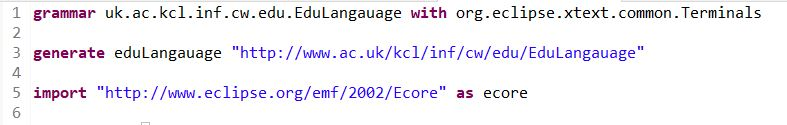 1 grammar uk.ac.kcl.inf.cw.edu.EduLangauage with org.eclipse.xtext.common.Terminals
2
3 generate eduLangauage "http://www.ac.uk/kcl/inf/cw/edu/EduLangauage"
4
5 import "http://www.eclipse.org/emf/2002/Ecore" as ecore
6